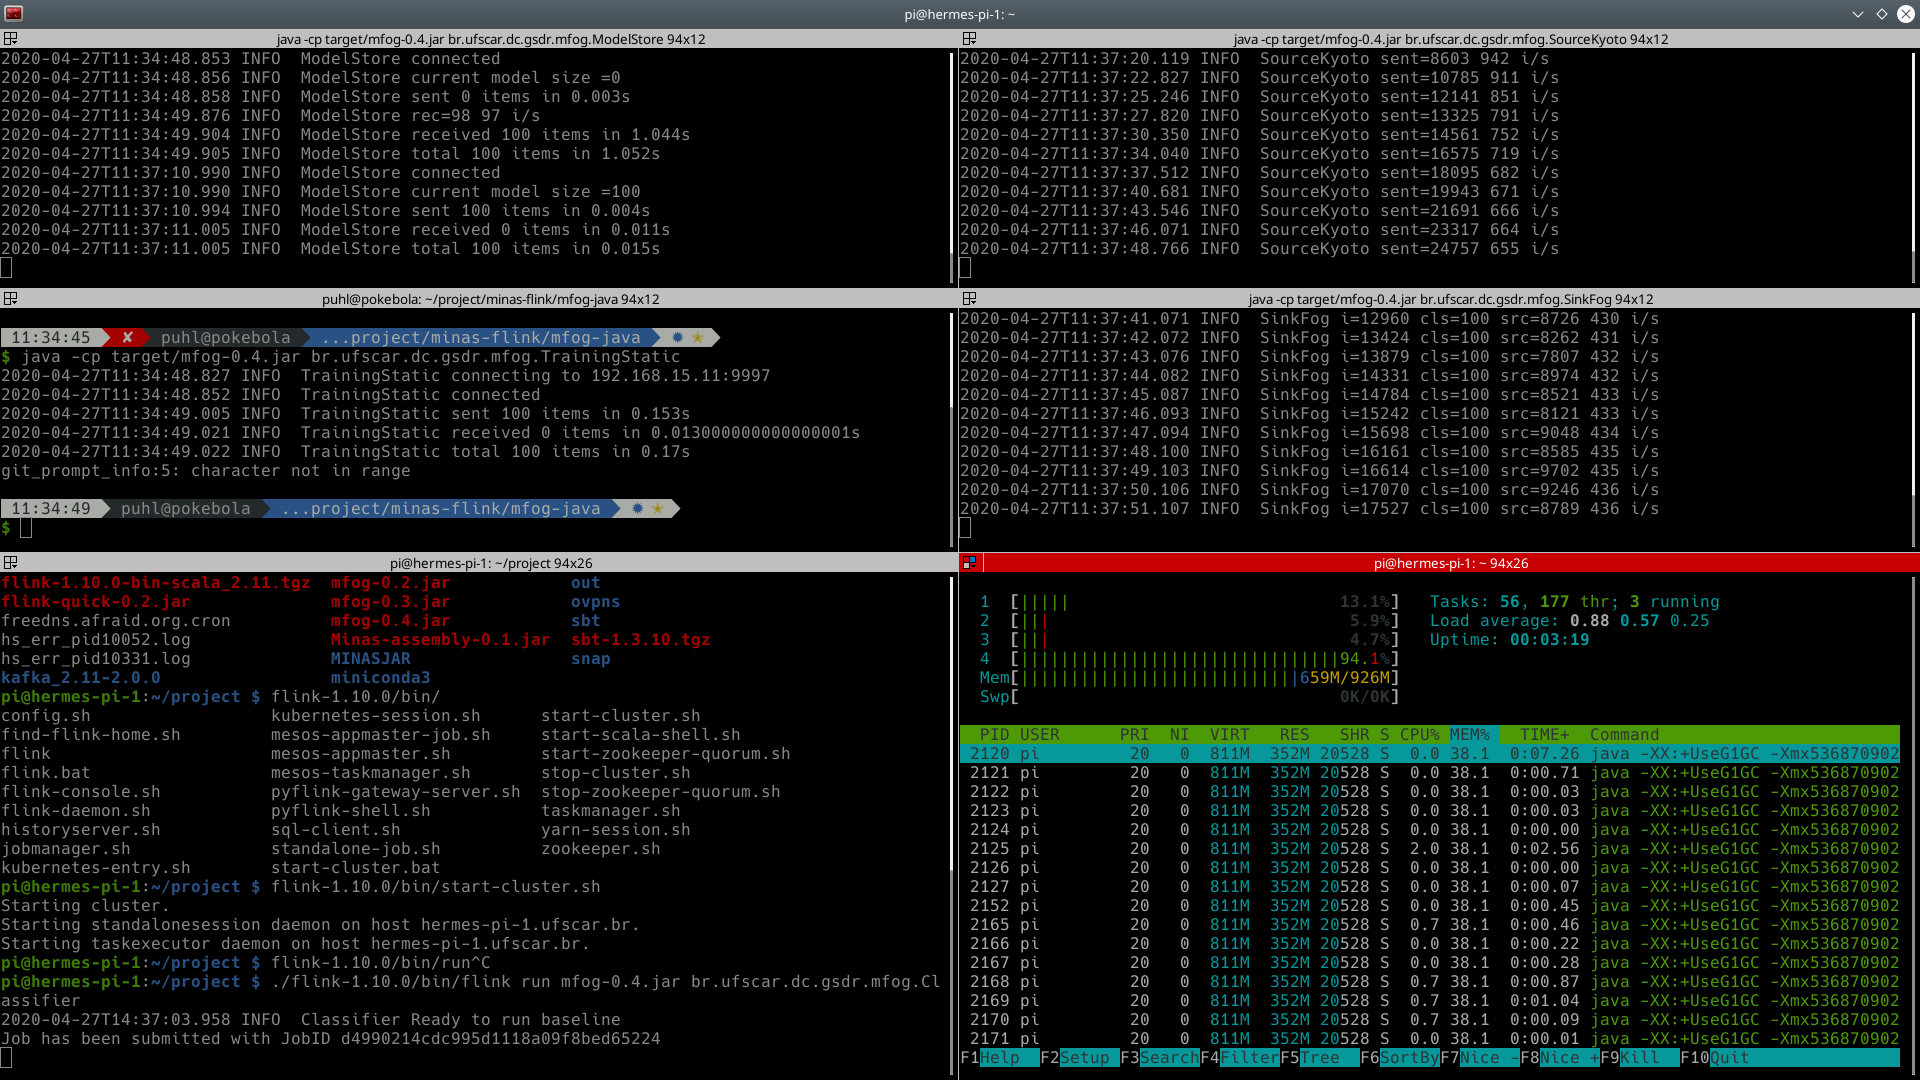 pi@hermes-pi-1: ~
java -cp target/mfog-0.4.jar br.ufscar.dc.gsdr.mfog.ModelStore 94x12
2020-04-27T11:34:48.853 INFO  ModelStore connected
2020-04-27T11:34:48.856 INFO  ModelStore current model size =0
2020-04-27T11:34:48.858 INFO  ModelStore sent 0 items in 0.003s
2020-04-27T11:34:49.876 INFO  ModelStore rec=98 97 i/s
2020-04-27T11:34:49.904 INFO  ModelStore received 100 items in 1.044s
2020-04-27T11:34:49.905 INFO  ModelStore total 100 items in 1.052s
2020-04-27T11:37:10.990 INFO  ModelStore connected
2020-04-27T11:37:10.990 INFO  ModelStore current model size =100
2020-04-27T11:37:10.994 INFO  ModelStore sent 100 items in 0.004s
2020-04-27T11:37:11.005 INFO  ModelStore received 0 items in 0.011s
2020-04-27T11:37:11.005 INFO  ModelStore total 100 items in 0.015s
java -cp target/mfog-0.4.jar br.ufscar.dc.gsdr.mfog.SourceKyoto 94x12
2020-04-27T11:37:20.119 INFO  SourceKyoto sent=8603 942 i/s
2020-04-27T11:37:22.827 INFO  SourceKyoto sent=10785 911 i/s
2020-04-27T11:37:25.246 INFO  SourceKyoto sent=12141 851 i/s
2020-04-27T11:37:27.820 INFO  SourceKyoto sent=13325 791 i/s
2020-04-27T11:37:30.350 INFO  SourceKyoto sent=14561 752 i/s
2020-04-27T11:37:34.040 INFO  SourceKyoto sent=16575 719 i/s
2020-04-27T11:37:37.512 INFO  SourceKyoto sent=18095 682 i/s
2020-04-27T11:37:40.681 INFO  SourceKyoto sent=19943 671 i/s
2020-04-27T11:37:43.546 INFO  SourceKyoto sent=21691 666 i/s
2020-04-27T11:37:46.071 INFO  SourceKyoto sent=23317 664 i/s
2020-04-27T11:37:48.766 INFO  SourceKyoto sent=24757 655 i/s
puhl@pokebola: ~/project/minas-flink/mfog-java 94x12
11:34:45 ✘ puhl@pokebola ...project/minas-flink/mfog-java
$ java -cp target/mfog-0.4.jar br.ufscar.dc.gsdr.mfog.TrainingStatic
2020-04-27T11:34:48.827 INFO  TrainingStatic connecting to 192.168.15.11:9997
2020-04-27T11:34:48.852 INFO  TrainingStatic connected
2020-04-27T11:34:49.005 INFO  TrainingStatic sent 100 items in 0.153s
2020-04-27T11:34:49.021 INFO  TrainingStatic received 0 items in 0.013000000000000001s
2020-04-27T11:34:49.022 INFO  TrainingStatic total 100 items in 0.17s
git_prompt_info:5: character not in range
11:34:49 puhl@pokebola ...project/minas-flink/mfog-java
$
java -cp target/mfog-0.4.jar br.ufscar.dc.gsdr.mfog.SinkFog 94x12
2020-04-27T11:37:41.071 INFO  SinkFog i=12960 cls=100 src=8726 430 i/s
2020-04-27T11:37:42.072 INFO  SinkFog i=13424 cls=100 src=8262 431 i/s
2020-04-27T11:37:43.076 INFO  SinkFog i=13879 cls=100 src=7807 432 i/s
2020-04-27T11:37:44.082 INFO  SinkFog i=14331 cls=100 src=8974 432 i/s
2020-04-27T11:37:45.087 INFO  SinkFog i=14784 cls=100 src=8521 433 i/s
2020-04-27T11:37:46.093 INFO  SinkFog i=15242 cls=100 src=8121 433 i/s
2020-04-27T11:37:47.094 INFO  SinkFog i=15698 cls=100 src=9048 434 i/s
2020-04-27T11:37:48.100 INFO  SinkFog i=16161 cls=100 src=8585 435 i/s
2020-04-27T11:37:49.103 INFO  SinkFog i=16614 cls=100 src=9702 435 i/s
2020-04-27T11:37:50.106 INFO  SinkFog i=17070 cls=100 src=9246 436 i/s
2020-04-27T11:37:51.107 INFO  SinkFog i=17527 cls=100 src=8789 436 i/s
pi@hermes-pi-1: ~/project 94x26
flink-1.10.0-bin-scala_2.11.tgz  mfog-0.2.jar  out
flink-quick-0.2.jar  mfog-0.3.jar  ovpns
freedns.afraid.org.cron  mfog-0.4.jar  sbt
hs_err_pid10052.log  Minas-assembly-0.1.jar  sbt-1.3.10.tgz
hs_err_pid10331.log  MINASJAR  snap
kafka_2.11-2.0.0  miniconda3
pi@hermes-pi-1:~/project $ flink-1.10.0/bin/
config.sh  kubernetes-session.sh  start-cluster.sh
find-flink-home.sh  mesos-appmaster-job.sh  start-scala-shell.sh
flink  mesos-appmaster.sh  start-zookeeper-quorum.sh
flink.bat  mesos-taskmanager.sh  stop-cluster.sh
flink-console.sh  pyflink-gateway-server.sh  stop-zookeeper-quorum.sh
flink-daemon.sh  pyflink-shell.sh  taskmanager.sh
historyserver.sh  sql-client.sh  yarn-session.sh
jobmanager.sh  standalone-job.sh  zookeeper.sh
kubernetes-entry.sh  start-cluster.bat
pi@hermes-pi-1:~/project $ flink-1.10.0/bin/start-cluster.sh
Starting cluster.
Starting standalonesession daemon on host hermes-pi-1.ufscar.br.
Starting taskexecutor daemon on host hermes-pi-1.ufscar.br.
pi@hermes-pi-1:~/project $ flink-1.10.0/bin/run^C
pi@hermes-pi-1:~/project $ ./flink-1.10.0/bin/flink run mfog-0.4.jar br.ufscar.dc.gsdr.mfog.Cl
assifier
2020-04-27T14:37:03.958 INFO  Classifier Ready to run baseline
Job has been submitted with JobID d4990214cdc995d1118a09f8bed65224
pi@hermes-pi-1: ~ 94x26
1  [||||| 13.1%]  Tasks: 56, 177 thr; 3 running
2  [||| 5.9%]  Load average: 0.88 0.57 0.25
3  [||| 4.7%]  Uptime: 00:03:19
4  [||||||||||||||||||||||||||||||||94.1%]
Mem[||||||||||||||||||||||||||||659M/926M]
Swp[ 0K/0K]
PID USER PRI NI VIRT RES SHR S CPU% MEM% TIME+ Command
2120 pi 20 0 811M 352M 20528 S 0.0 38.1 0:07.26 java -XX:+UseG1GC -Xmx536870902
2121 pi 20 0 811M 352M 20528 S 0.0 38.1 0:00.71 java -XX:+UseG1GC -Xmx536870902
2122 pi 20 0 811M 352M 20528 S 0.0 38.1 0:00.03 java -XX:+UseG1GC -Xmx536870902
2123 pi 20 0 811M 352M 20528 S 0.0 38.1 0:00.03 java -XX:+UseG1GC -Xmx536870902
2124 pi 20 0 811M 352M 20528 S 0.0 38.1 0:00.00 java -XX:+UseG1GC -Xmx536870902
2125 pi 20 0 811M 352M 20528 S 2.0 38.1 0:02.56 java -XX:+UseG1GC -Xmx536870902
2126 pi 20 0 811M 352M 20528 S 0.0 38.1 0:00.00 java -XX:+UseG1GC -Xmx536870902
2127 pi 20 0 811M 352M 20528 S 0.0 38.1 0:00.07 java -XX:+UseG1GC -Xmx536870902
2152 pi 20 0 811M 352M 20528 S 0.0 38.1 0:00.45 java -XX:+UseG1GC -Xmx536870902
2165 pi 20 0 811M 352M 20528 S 0.7 38.1 0:00.46 java -XX:+UseG1GC -Xmx536870902
2166 pi 20 0 811M 352M 20528 S 0.0 38.1 0:00.22 java -XX:+UseG1GC -Xmx536870902
2167 pi 20 0 811M 352M 20528 S 0.0 38.1 0:00.28 java -XX:+UseG1GC -Xmx536870902
2168 pi 20 0 811M 352M 20528 S 0.7 38.1 0:00.87 java -XX:+UseG1GC -Xmx536870902
2169 pi 20 0 811M 352M 20528 S 0.7 38.1 0:01.04 java -XX:+UseG1GC -Xmx536870902
2170 pi 20 0 811M 352M 20528 S 0.7 38.1 0:00.09 java -XX:+UseG1GC -Xmx536870902
2171 pi 20 0 811M 352M 20528 S 0.0 38.1 0:00.01 java -XX:+UseG1GC -Xmx536870902
F1Help  F2Setup F3SearchF4FilterF5Tree  F6SortByF7Nice -F8Nice +F9Kill  F10Quit